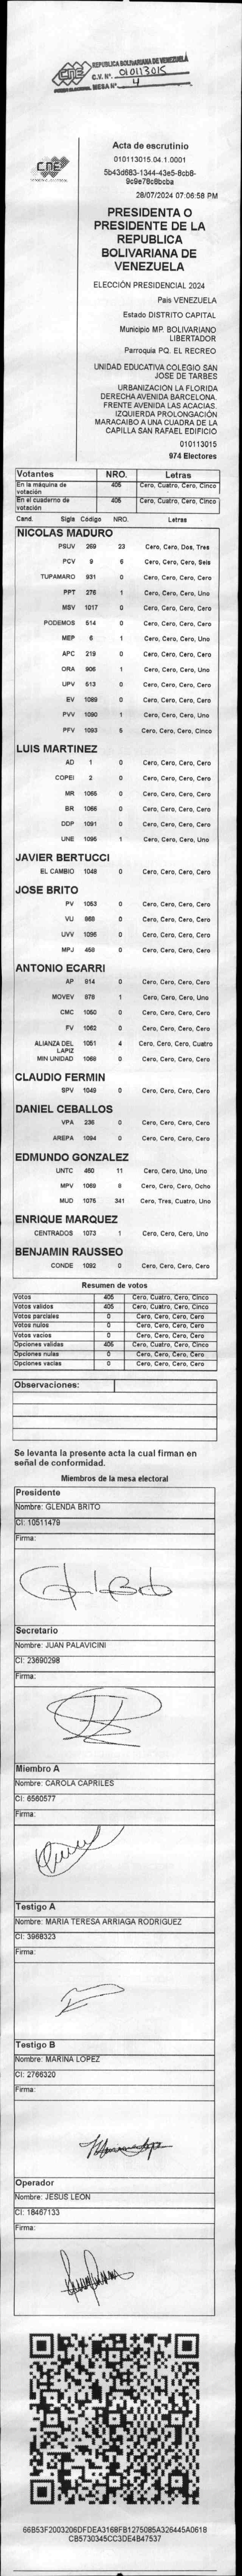 CNE
REPUBLICA BOLIVARIANA DE VENEZUELA
C.V. Nº. 010113015
MESA Nº 4
CNE
Acta de escrutinio
010113015.04.1.0001
5b43d683-1344-43e5-8cb8-
9c9e78c8bcba
28/07/2024 07:06:58 PM
PRESIDENTA O
PRESIDENTE DE LA
REPUBLICA
BOLIVARIANA DE
VENEZUELA
ELECCIÓN PRESIDENCIAL 2024
Pais VENEZUELA
Estado DISTRITO CAPITAL
Municipio MP. BOLIVARIANO
LIBERTADOR
Parroquia PQ. EL RECREO
UNIDAD EDUCATIVA COLEGIO SAN
JOSE DE TARBES
URBANIZACION LA FLORIDA
DERECHA AVENIDA BARCELONA.
FRENTE AVENIDA LAS ACACIAS.
IZQUIERDA PROLONGACIÓN
MARACAIBO A UNA CUADRA DE LA
CAPILLA SAN RAFAEL EDIFICIO
010113015
974 Electores
Votantes NRO. Letras
En la máquina de votación 405 Cero, Cuatro, Cero, Cinco
En el cuaderno de votación 405 Cero, Cuatro, Cero, Cinco
Cand. Sigls Código NRO. Letras
NICOLAS MADURO
PSUV 269 23 Cero, Cero, Dos, Tres
PCV 9 6 Cero, Cero, Cero, Seis
TUPAMARO 931 0 Cero, Cero, Cero, Cero
PPT 276 1 Cero, Cero, Cero, Uno
MSV 1017 0 Cero, Cero, Cero, Cero
PODEMOS 514 0 Cero, Cero, Cero, Cero
MEP 6 1 Cero, Cero, Cero, Uno
APC 219 0 Cero, Cero, Cero, Cero
ORA 906 1 Cero, Cero, Cero, Uno
UPV 513 0 Cero, Cero, Cero, Cero
EV 1089 0 Cero, Cero, Cero, Cero
PVV 1090 1 Cero, Cero, Cero, Uno
PFV 1093 5 Cero, Cero, Cero, Cinco
LUIS MARTINEZ
AD 1 0 Cero, Cero, Cero, Cero
COPEI 2 0 Cero, Cero, Cero, Cero
MR 1065 0 Cero, Cero, Cero, Cero
BR 1066 0 Cero, Cero, Cero, Cero
DDP 1091 0 Cero, Cero, Cero, Cero
UNE 1095 1 Cero, Cero, Cero, Uno
JAVIER BERTUCCI
EL CAMBIO 1048 0 Cero, Cero, Cero, Cero
JOSE BRITO
PV 1053 0 Cero, Cero, Cero, Cero
VU 868 0 Cero, Cero, Cero, Cero
UVV 1096 0 Cero, Cero, Cero, Cero
MPJ 458 0 Cero, Cero, Cero, Cero
ANTONIO ECARRI
AP 914 0 Cero, Cero, Cero, Cero
MOVEV 878 1 Cero, Cero, Cero, Uno
CMC 1050 0 Cero, Cero, Cero, Cero
FV 1062 0 Cero, Cero, Cero, Cero
ALIANZA DEL LAPIZ 1051 4 Cero, Cero, Cero, Cuatro
MIN UNIDAD 1068 0 Cero, Cero, Cero, Cero
CLAUDIO FERMIN
SPV 1049 0 Cero, Cero, Cero, Cero
DANIEL CEBALLOS
VPA 236 0 Cero, Cero, Cero, Cero
AREPA 1094 0 Cero, Cero, Cero, Cero
EDMUNDO GONZALEZ
UNTC 460 11 Cero, Cero, Uno, Uno
MPV 1069 8 Cero, Cero, Cero, Ocho
MUD 1075 341 Cero, Tres, Cuatro, Uno
ENRIQUE MARQUEZ
CENTRADOS 1073 1 Cero, Cero, Cero, Uno
BENJAMIN RAUSSEO
CONDE 1092 0 Cero, Cero, Cero, Cero
Resumen de votos
Votos 405 Cero, Cuatro, Cero, Cinco
Votos validos 405 Cero, Cuatro, Cero, Cinco
Votos parciales 0 Cero, Cero, Cero, Cero
Votos nulos 0 Cero, Cero, Cero, Cero
Votos vacios 0 Cero, Cero, Cero, Cero
Opciones validas 405 Cero, Cuatro, Cero, Cinco
Opciones nulas 0 Cero, Cero, Cero, Cero
Opciones vacias 0 Cero, Cero, Cero, Cero
Observaciones:
Se levanta la presente acta la cual firman en
señal de conformidad.
Miembros de la mesa electoral
Presidente
Nombre: GLENDA BRITO
CI: 10511479
Firma:
Secretario
Nombre: JUAN PALAVICINI
CI: 23690298
Firma:
Miembro A
Nombre: CAROLA CAPRILES
CI: 6560577
Firma:
Testigo A
Nombre: MARIA TERESA ARRIAGA RODRIGUEZ
CI: 3968323
Firma:
Testigo B
Nombre: MARINA LOPEZ
CI: 2766320
Firma:
Operador
Nombre: JESUS LEON
CI: 18467133
Firma:
66B53F2003206DFDEA3169FB1275085A326445A0618
CB5730345CC3DE4B47537